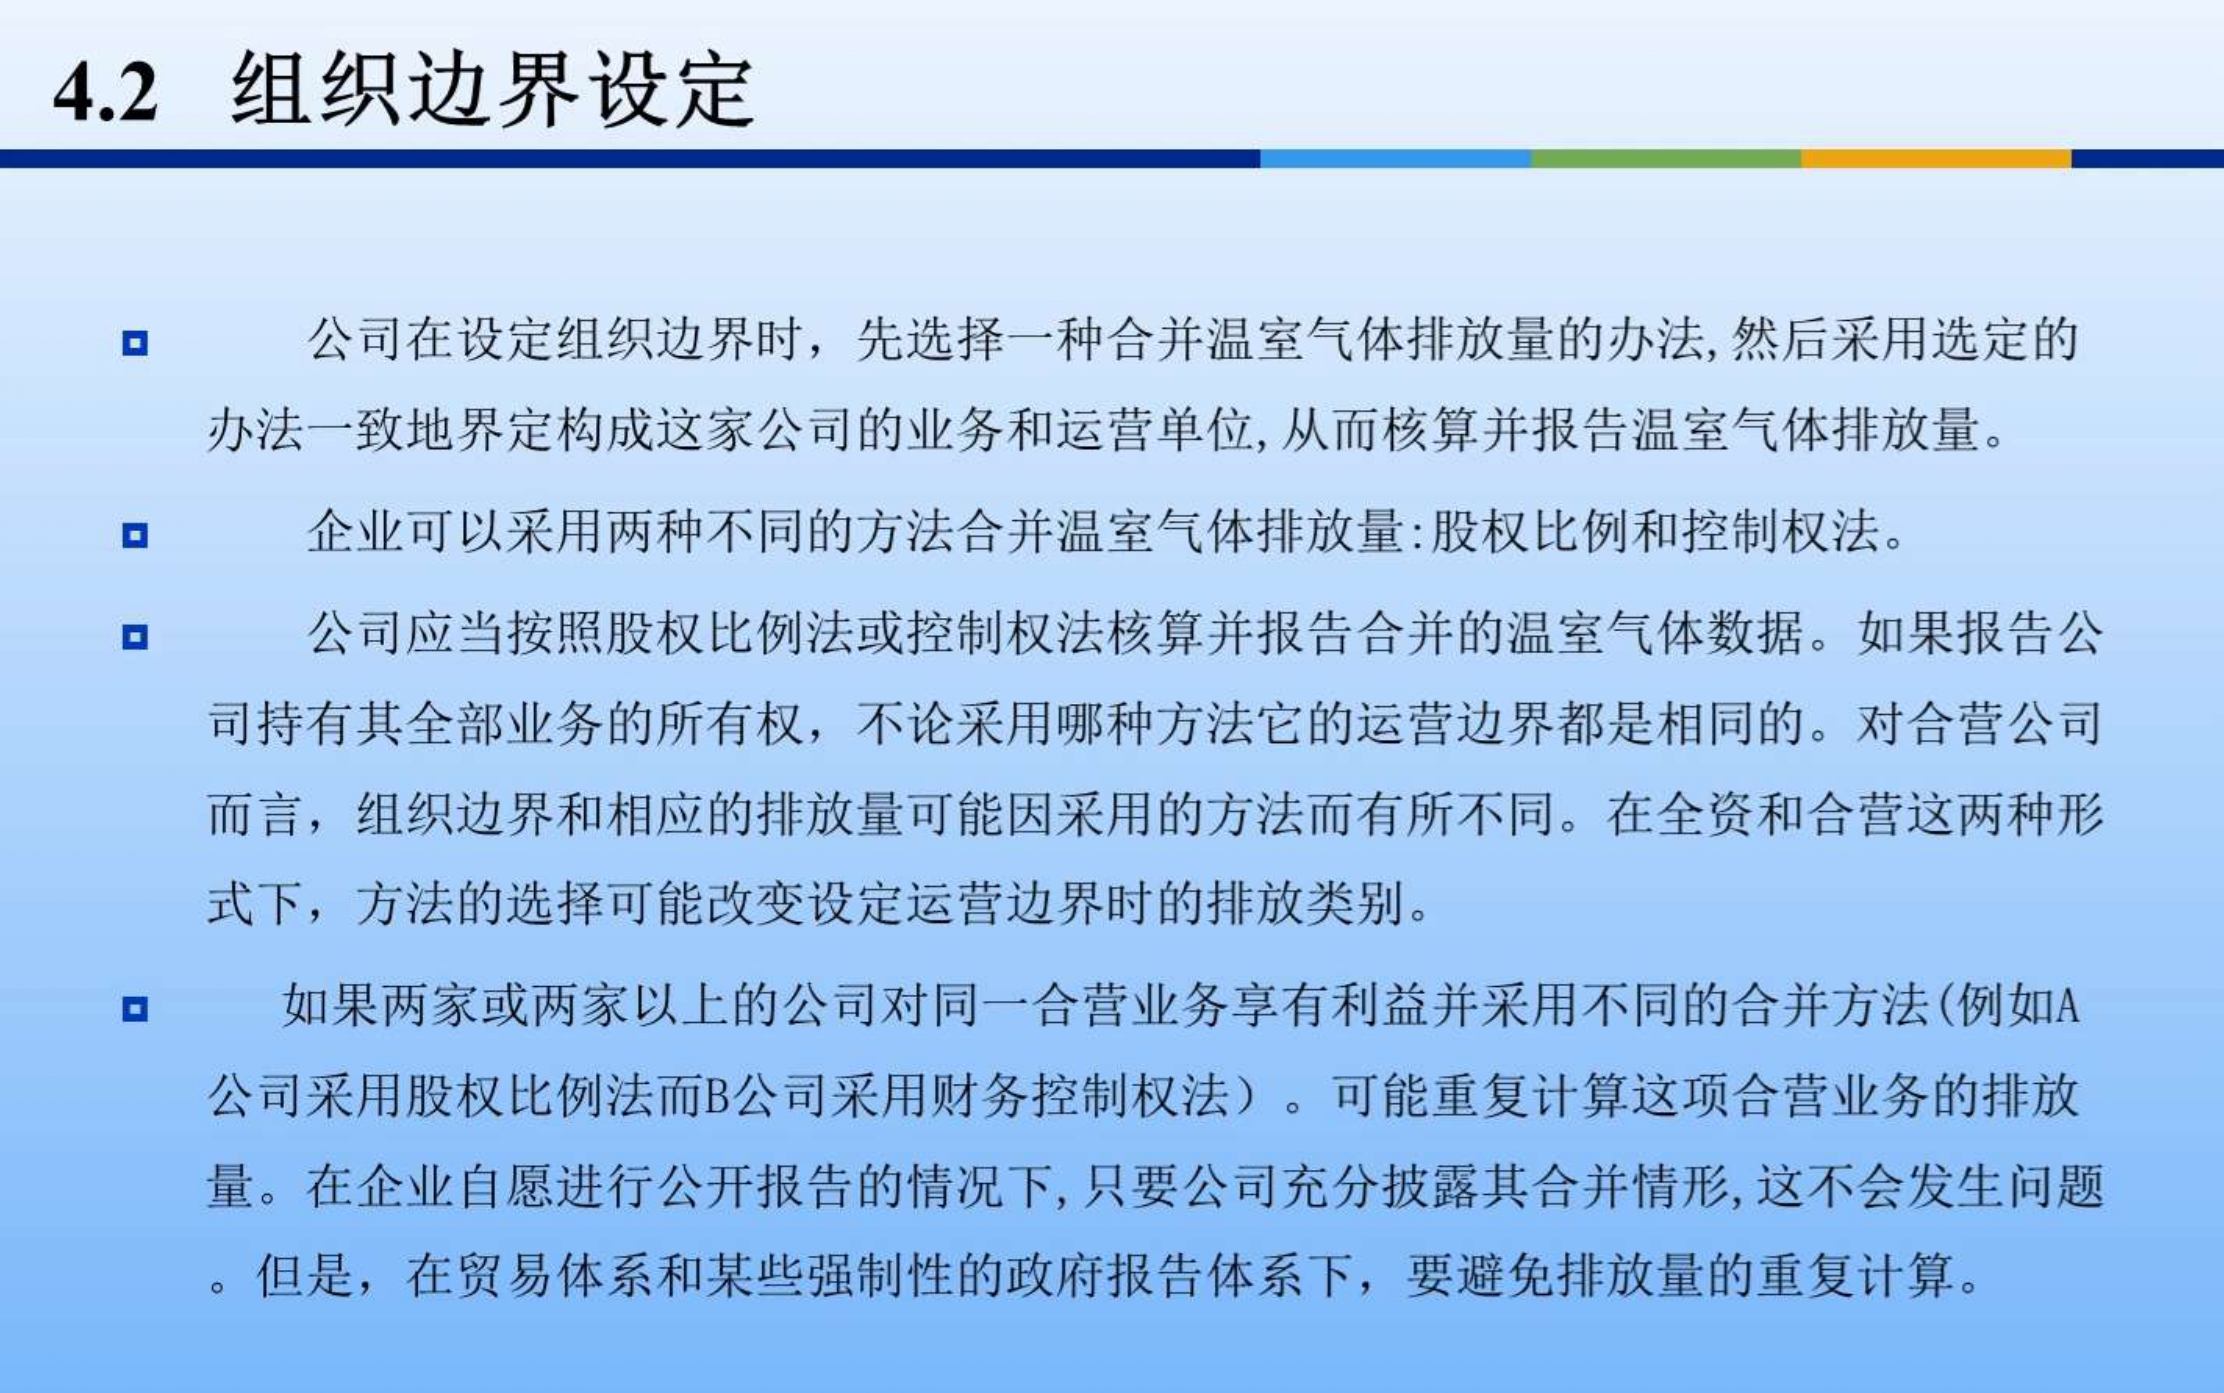 4.2 组织边界设定
公司在设定组织边界时，先选择一种合并温室气体排放量的办法,然后采用选定的
办法一致地界定构成这家公司的业务和运营单位,从而核算并报告温室气体排放量。
企业可以采用两种不同的方法合并温室气体排放量:股权比例和控制权法。
公司应当按照股权比例法或控制权法核算并报告合并的温室气体数据。如果报告公
司持有其全部业务的所有权，不论采用哪种方法它的运营边界都是相同的。对合营公司
而言，组织边界和相应的排放量可能因采用的方法而有所不同。在全资和合营这两种形
式下，方法的选择可能改变设定运营边界时的排放类别。
如果两家或两家以上的公司对同一合营业务享有利益并采用不同的合并方法(例如A
公司采用股权比例法而B公司采用财务控制权法）。可能重复计算这项合营业务的排放
量。在企业自愿进行公开报告的情况下,只要公司充分披露其合并情形,这不会发生问题
。但是，在贸易体系和某些强制性的政府报告体系下，要避免排放量的重复计算。